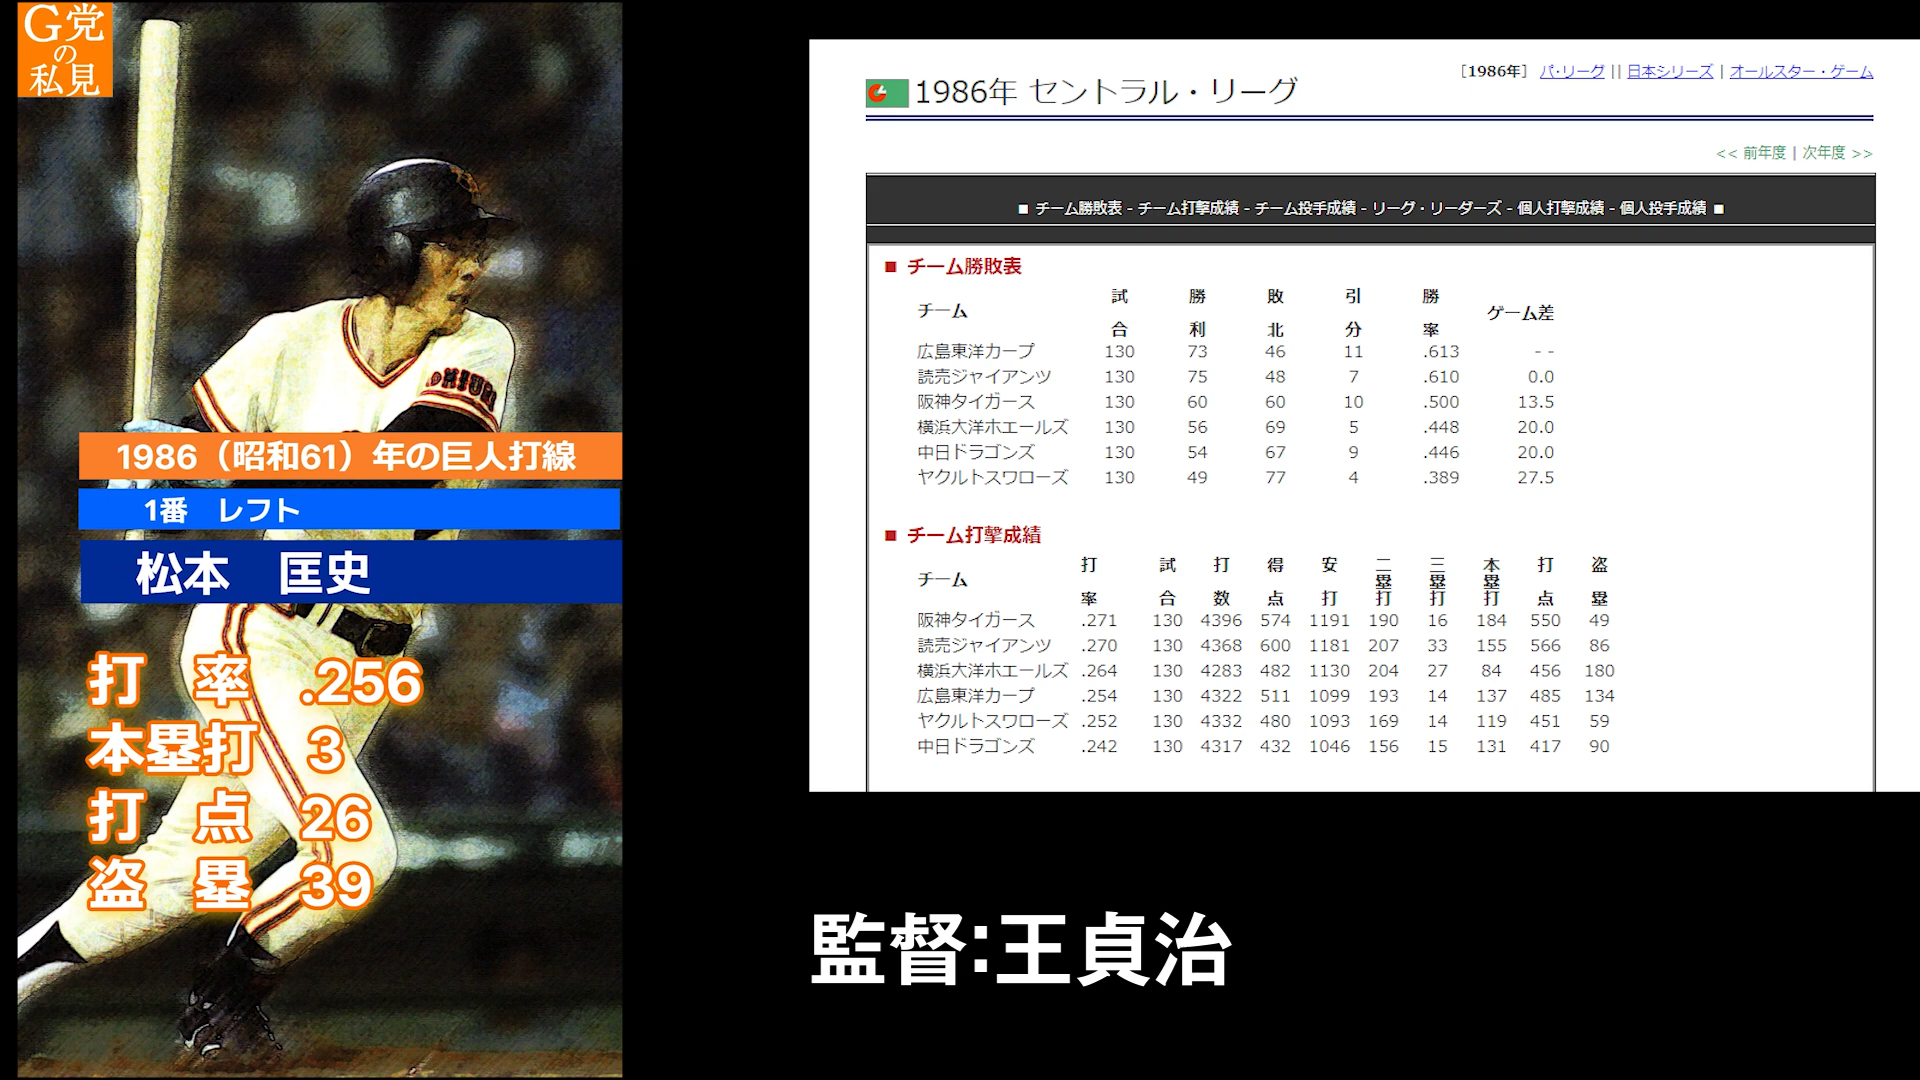 G党
の
私見
1986（昭和61）年の巨人打線
1番　レフト
松本　匡史
打　率　.256
本塁打　3
打　点　26
盗　塁　39
[1986年]　パ・リーグ || 日本シリーズ | オールスター・ゲーム
1986年 セントラル・リーグ
<< 前年度 | 次年度 >>
■ チーム勝敗表 - チーム打撃成績 - チーム投手成績 - リーグ・リーダーズ - 個人打撃成績 - 個人投手成績 ■
■ チーム勝敗表
チーム 試合 勝利 敗北 引分 勝率 ゲーム差
広島東洋カープ 130 73 46 11 .613 - -
読売ジャイアンツ 130 75 48 7 .610 0.0
阪神タイガース 130 60 60 10 .500 13.5
横浜大洋ホエールズ 130 56 69 5 .448 20.0
中日ドラゴンズ 130 54 67 9 .446 20.0
ヤクルトスワローズ 130 49 77 4 .389 27.5
■ チーム打撃成績
チーム 打率 試合 打数 得点 安打 二塁打 三塁打 本塁打 打点 盗塁
阪神タイガース .271 130 4396 574 1191 190 16 184 550 49
読売ジャイアンツ .270 130 4368 600 1181 207 33 155 566 86
横浜大洋ホエールズ .264 130 4283 482 1130 204 27 84 456 180
広島東洋カープ .254 130 4322 511 1099 193 14 137 485 134
ヤクルトスワローズ .252 130 4332 480 1093 169 14 119 451 59
中日ドラゴンズ .242 130 4317 432 1046 156 15 131 417 90
監督:王貞治